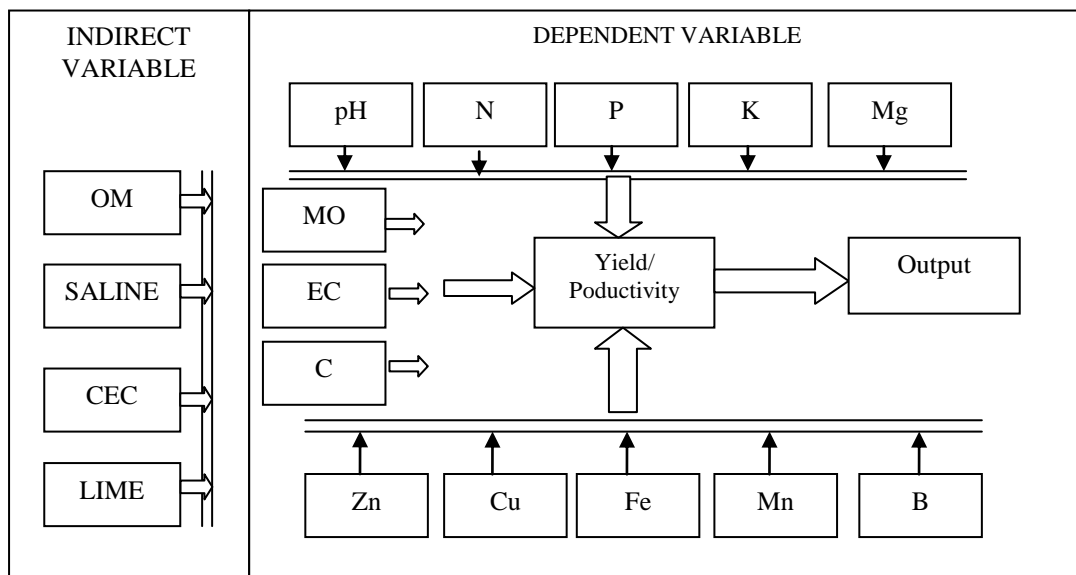 INDIRECT
VARIABLE
OM
SALINE
CEC
LIME
DEPENDENT VARIABLE
pH
N
P
K
Mg
MO
EC
C
Yield/
Poductivity
Output
Zn
Cu
Fe
Mn
B